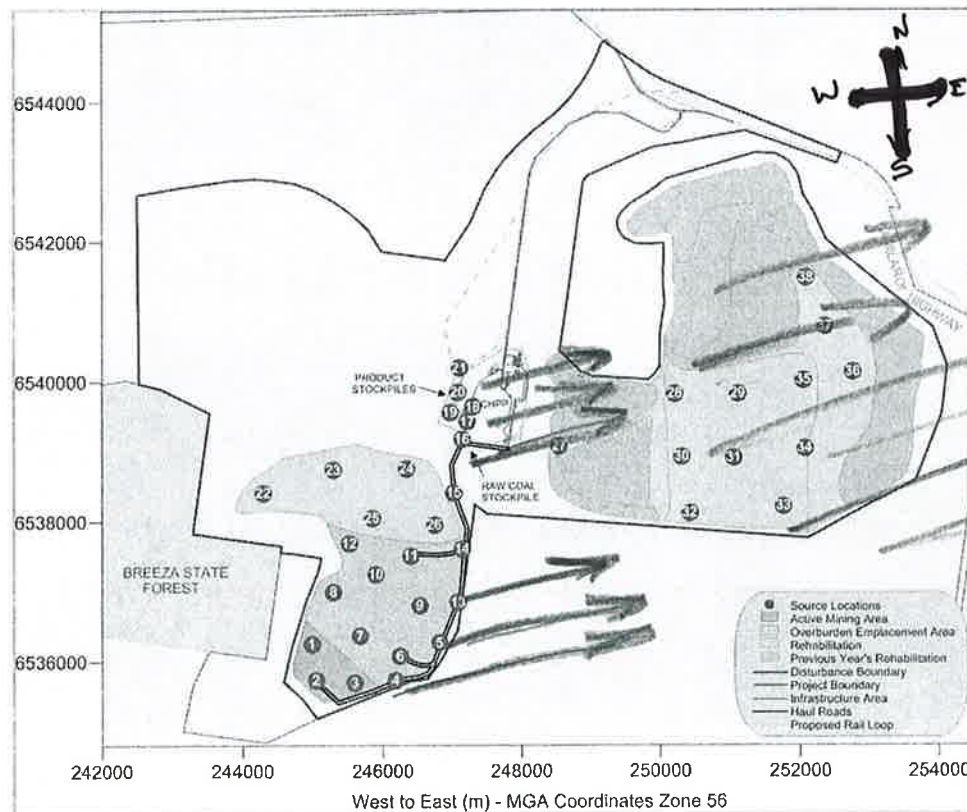 N
W
E
S
6544000
6542000
6540000
6538000
6536000
38
HIGHWAY
37
36
35
28
29
21
PRODUCT
STOCKPILES
20
19
18
17
16
27
34
30
31
RAW COAL
STOCKPILE
15
32
33
23
24
22
25
26
12
11
14
BREEZA STATE
FOREST
10
8
9
13
7
1
5
6
2
3
4
Source Locations
Active Mining Area
Overburden Emplacement Area
Rehabilitation
Previous Year's Rehabilitation
Disturbance Boundary
Project Boundary
Infrastructure Area
Haul Roads
Proposed Rail Loop
242000 244000 246000 248000 250000 252000 254000
West to East (m) - MGA Coordinates Zone 56